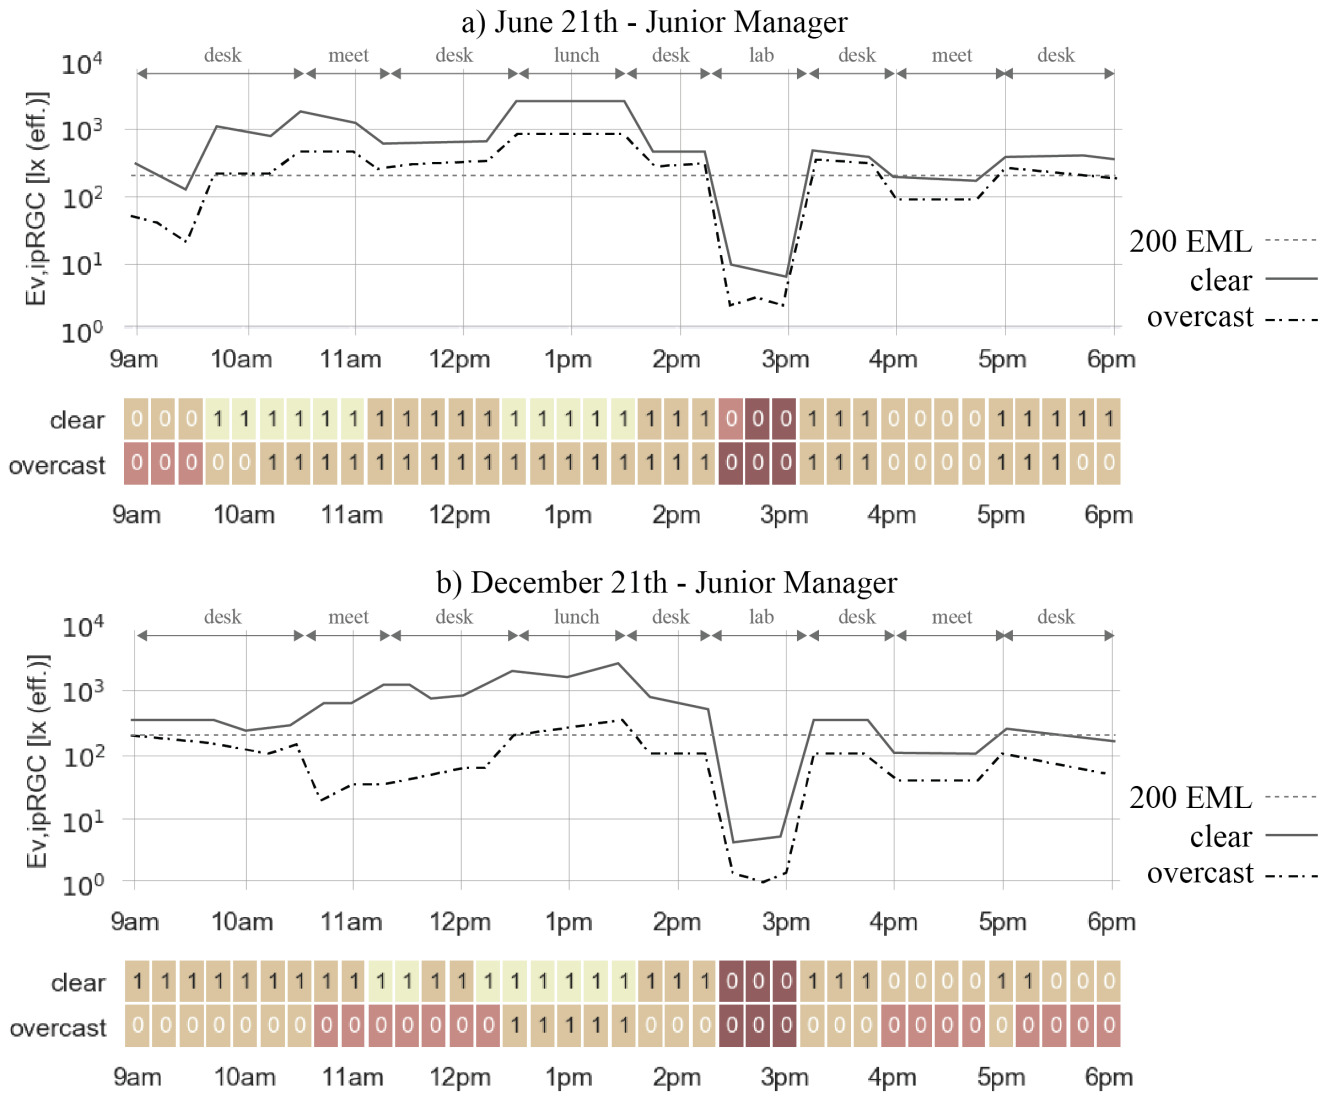 a) June 21th - Junior Manager
desk meet desk lunch desk lab desk meet desk
Ev,ipRGC [lx (eff.)]
10⁴
10³
10²
10¹
10⁰
9am 10am 11am 12pm 1pm 2pm 3pm 4pm 5pm 6pm
200 EML
clear
overcast
clear 0 0 0 1 1 1 1 1 1 1 1 1 1 1 1 1 1 1 1 1 1 1 0 0 0 1 1 1 0 0 0 0 1 1 1 1 1
overcast 0 0 0 0 0 1 1 1 1 1 1 1 1 1 1 1 1 1 1 1 1 1 0 0 0 1 1 1 0 0 0 0 1 1 1 0 0
9am 10am 11am 12pm 1pm 2pm 3pm 4pm 5pm 6pm
b) December 21th - Junior Manager
desk meet desk lunch desk lab desk meet desk
Ev,ipRGC [lx (eff.)]
10⁴
10³
10²
10¹
10⁰
9am 10am 11am 12pm 1pm 2pm 3pm 4pm 5pm 6pm
200 EML
clear
overcast
clear 1 1 1 1 1 1 1 1 1 1 1 1 1 1 1 1 1 1 1 1 1 1 0 0 0 1 1 1 0 0 0 0 1 1 0 0 0
overcast 0 0 0 0 0 0 0 0 0 0 0 0 0 0 1 1 1 1 1 0 0 0 0 0 0 0 0 0 0 0 0 0 0 0 0 0 0
9am 10am 11am 12pm 1pm 2pm 3pm 4pm 5pm 6pm